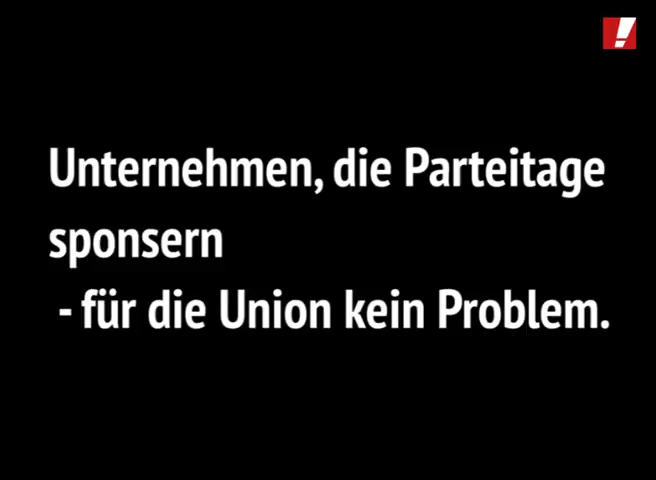 Unternehmen, die Parteitage
sponsern
- für die Union kein Problem.